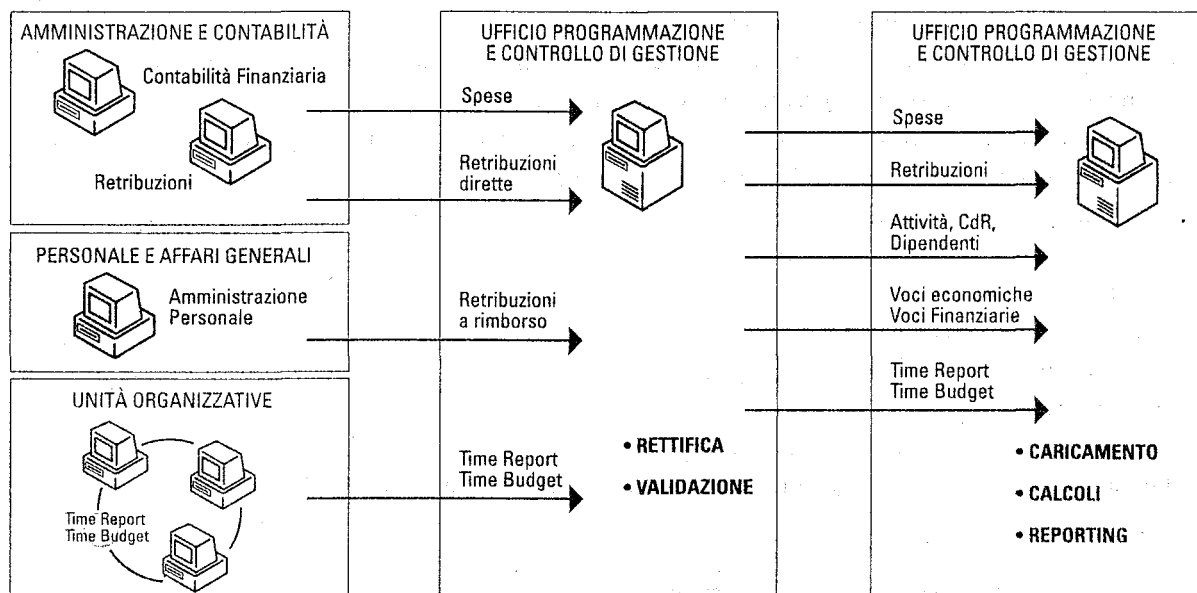 AMMINISTRAZIONE E CONTABILITÀ
Contabilità Finanziaria
Retribuzioni
PERSONALE E AFFARI GENERALI
Amministrazione
Personale
UNITÀ ORGANIZZATIVE
Time Report
Time Budget
Spese
Retribuzioni
dirette
Retribuzioni
a rimborso
Time Report
Time Budget
UFFICIO PROGRAMMAZIONE
E CONTROLLO DI GESTIONE
• RETTIFICA
• VALIDAZIONE
Spese
Retribuzioni
Attività, CdR,
Dipendenti
Voci economiche
Voci Finanziarie
Time Report
Time Budget
UFFICIO PROGRAMMAZIONE
E CONTROLLO DI GESTIONE
• CARICAMENTO
• CALCOLI
• REPORTING